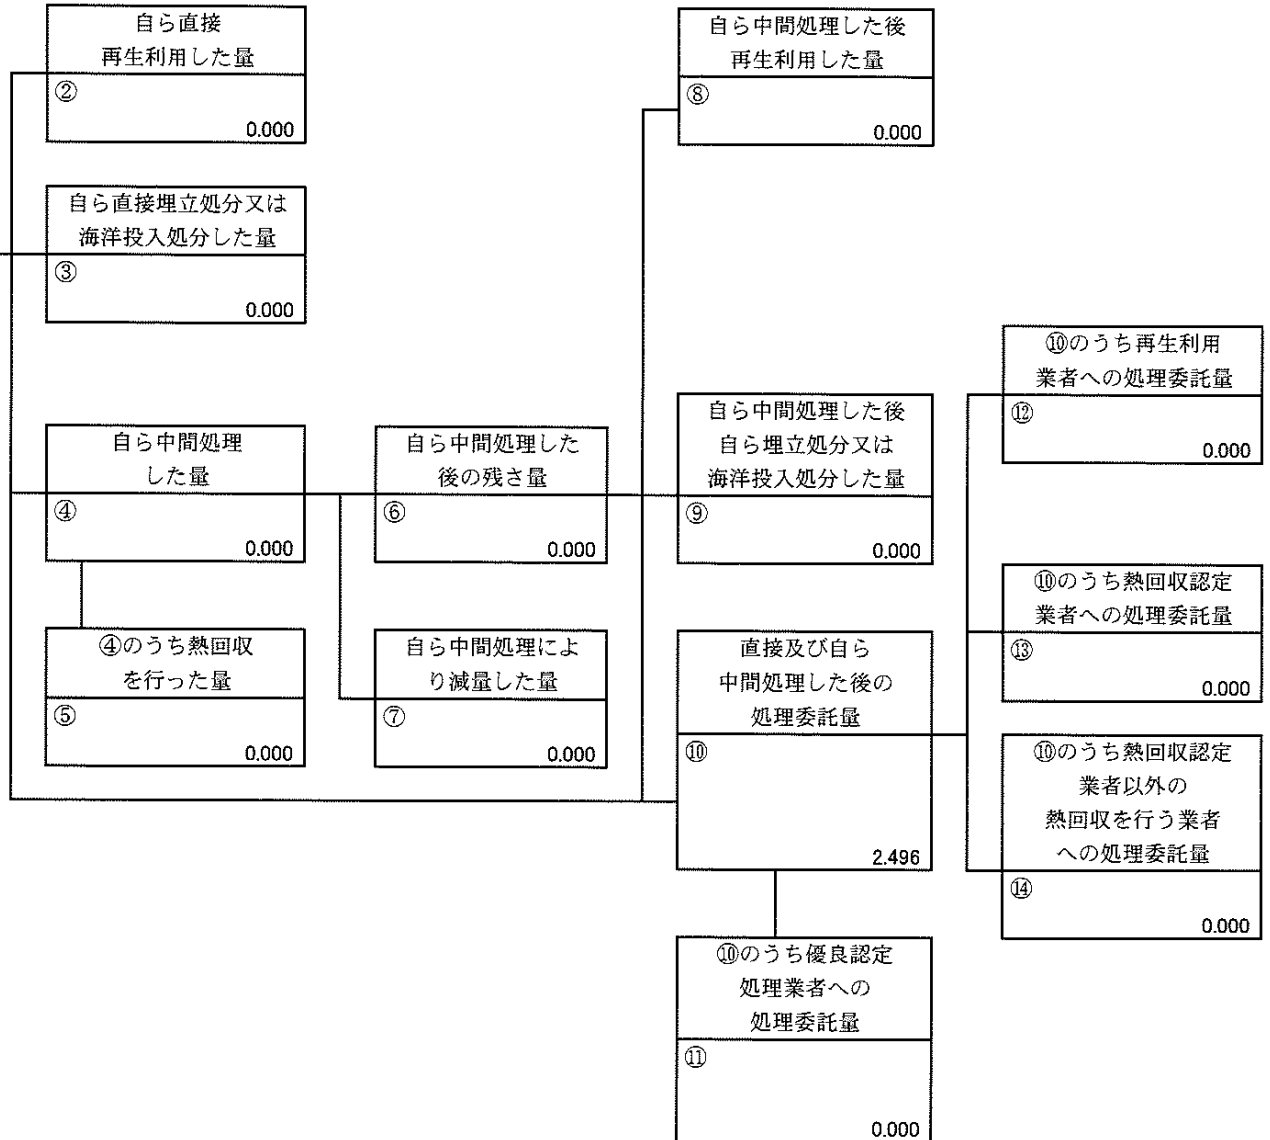 自ら直接
再生利用した量
②
0.000
自ら中間処理した後
再生利用した量
⑧
0.000
自ら直接埋立処分又は
海洋投入処分した量
③
0.000
⑩のうち再生利用
業者への処理委託量
⑫
0.000
自ら中間処理
した量
④
0.000
自ら中間処理した
後の残さ量
⑥
0.000
自ら中間処理した後
自ら埋立処分又は
海洋投入処分した量
⑨
0.000
⑩のうち熱回収認定
業者への処理委託量
⑬
0.000
④のうち熱回収
を行った量
⑤
0.000
自ら中間処理によ
り減量した量
⑦
0.000
直接及び自ら
中間処理した後の
処理委託量
⑩
2.496
⑩のうち熱回収認定
業者以外の
熱回収を行う業者
への処理委託量
⑭
0.000
⑩のうち優良認定
処理業者への
処理委託量
⑪
0.000